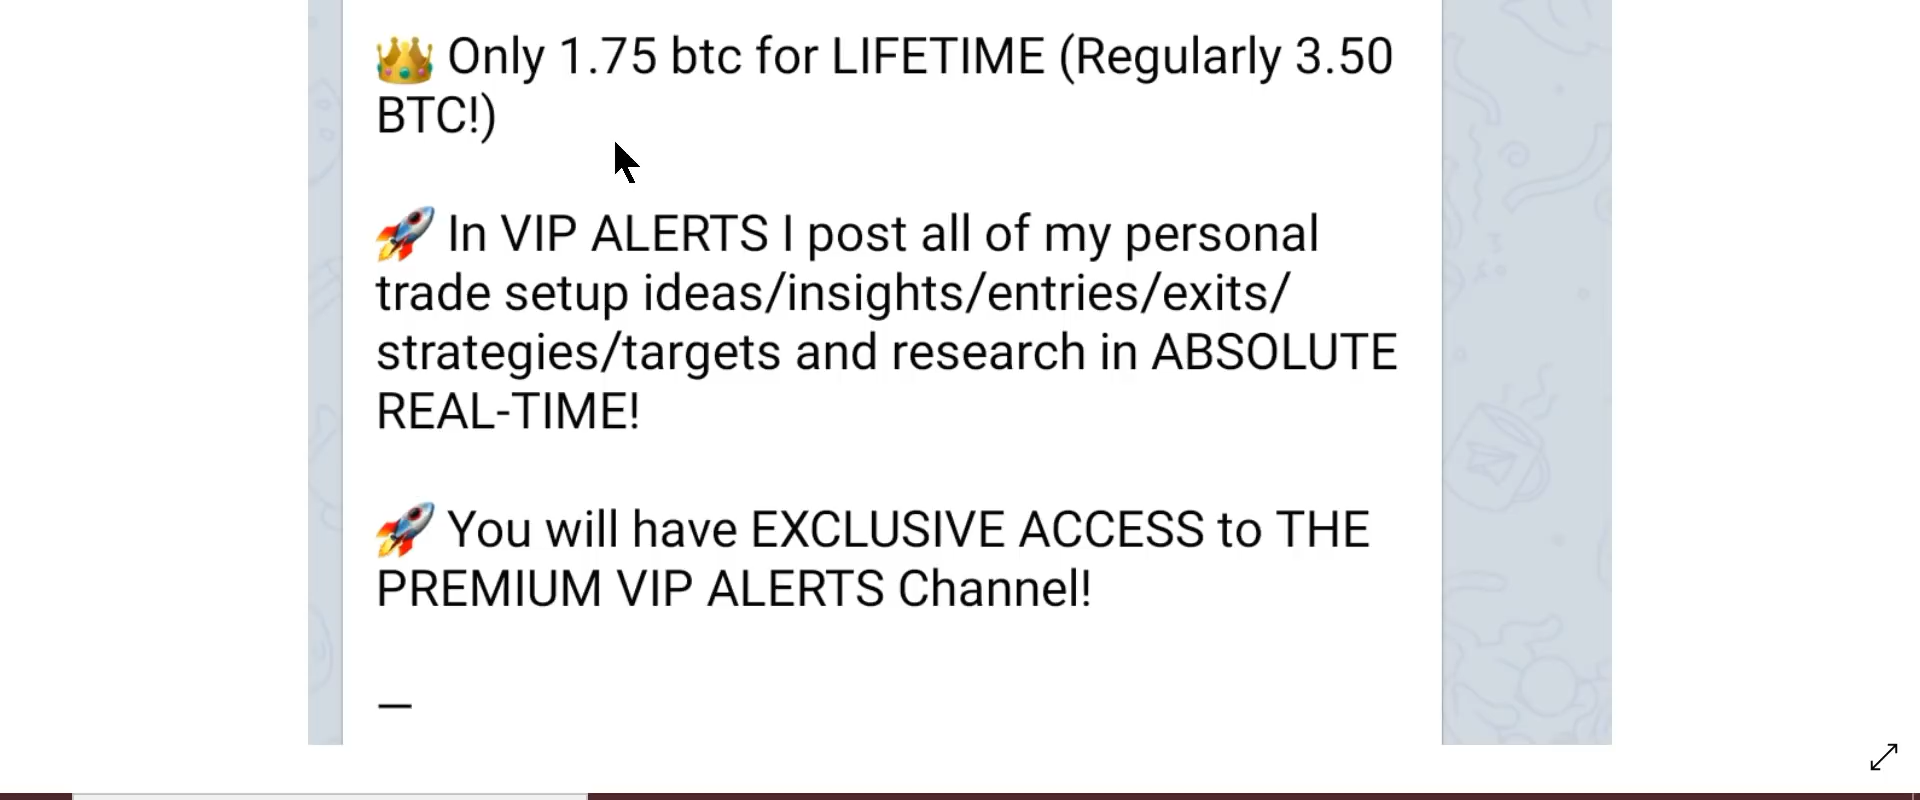 👑 Only 1.75 btc for LIFETIME (Regularly 3.50
BTC!)
🚀 In VIP ALERTS I post all of my personal
trade setup ideas/insights/entries/exits/
strategies/targets and research in ABSOLUTE
REAL-TIME!
🚀 You will have EXCLUSIVE ACCESS to THE
PREMIUM VIP ALERTS Channel!
—